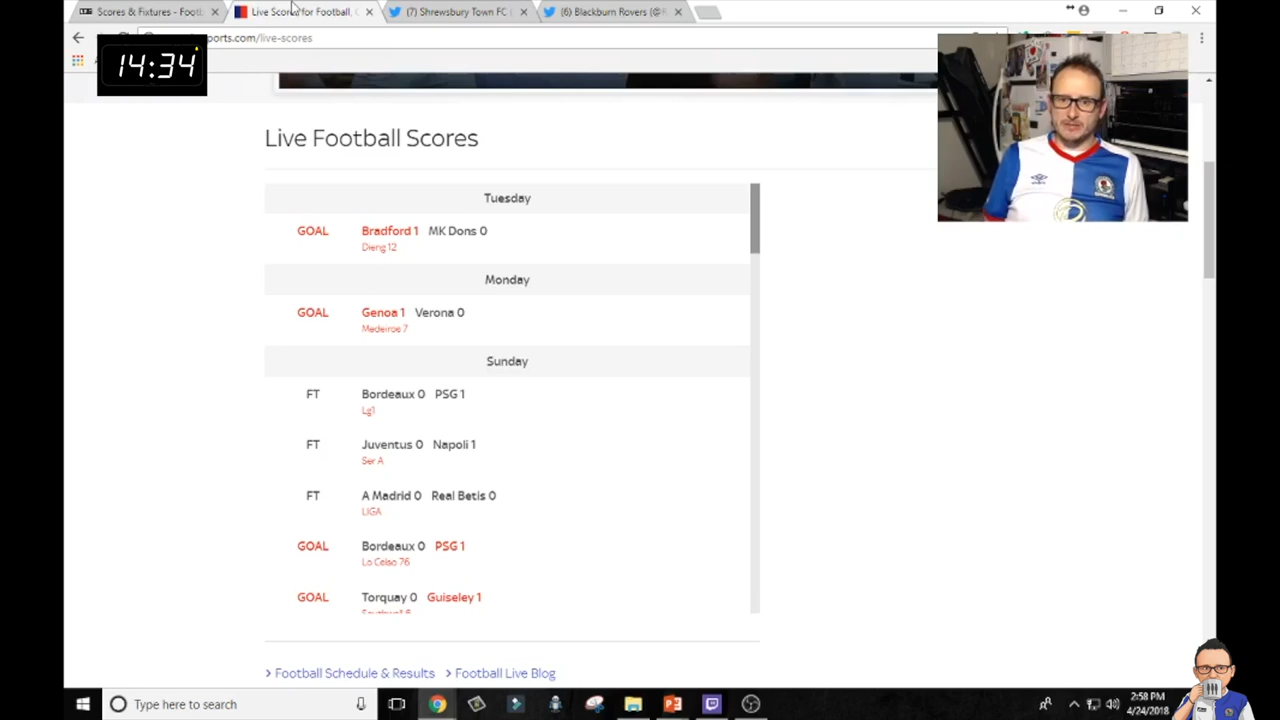 Scores & Fixtures - Footb
Live Scores for Football,
(7) Shrewsbury Town FC
(6) Blackburn Rovers (@R
ports.com/live-scores
14:34
Live Football Scores
Tuesday
GOAL Bradford 1 MK Dons 0
Dieng 12
Monday
GOAL Genoa 1 Verona 0
Medeiros 7
Sunday
FT Bordeaux 0 PSG 1
Lg1
FT Juventus 0 Napoli 1
Ser A
FT A Madrid 0 Real Betis 0
LIGA
GOAL Bordeaux 0 PSG 1
Lo Celso 76
GOAL Torquay 0 Guiseley 1
> Football Schedule & Results > Football Live Blog
Type here to search
2:58 PM
4/24/2018